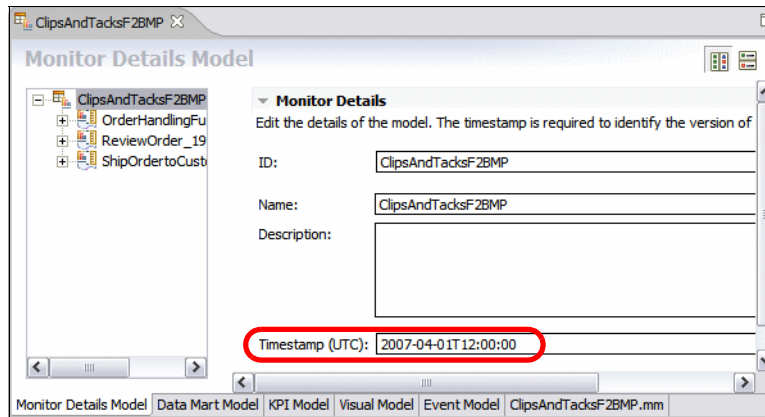 ClipsAndTacksF2BMP
Monitor Details Model
ClipsAndTacksF2BMP
OrderHandlingFu
ReviewOrder_19
ShipOrdertoCust
Monitor Details
Edit the details of the model. The timestamp is required to identify the version of
ID: ClipsAndTacksF2BMP
Name: ClipsAndTacksF2BMP
Description:
Timestamp (UTC): 2007-04-01T12:00:00
Monitor Details Model Data Mart Model KPI Model Visual Model Event Model ClipsAndTacksF2BMP.mm